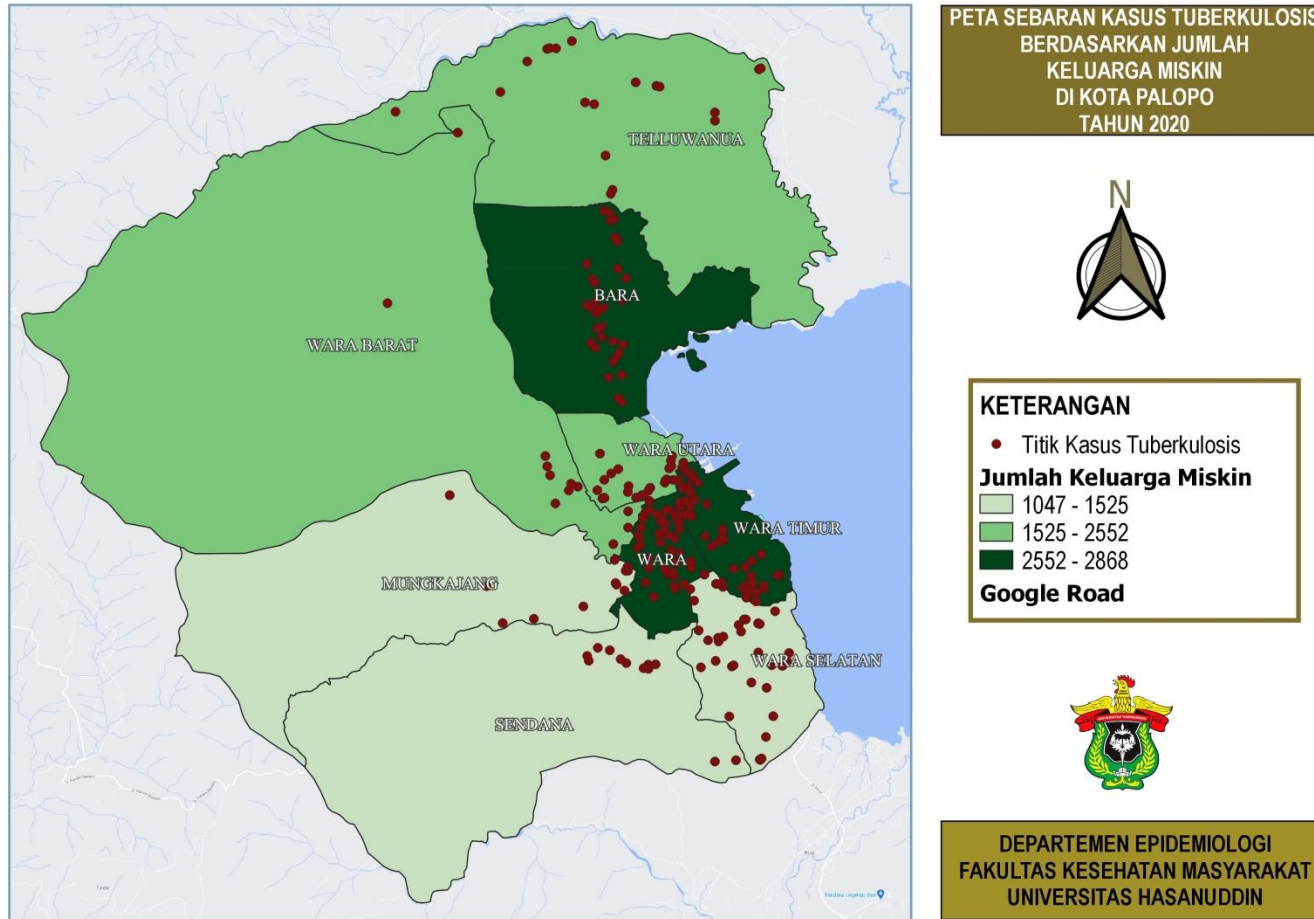 PETA SEBARAN KASUS TUBERKULOSIS
BERDASARKAN JUMLAH
KELUARGA MISKIN
DI KOTA PALOPO
TAHUN 2020
N
KETERANGAN
Titik Kasus Tuberkulosis
Jumlah Keluarga Miskin
1047 - 1525
1525 - 2552
2552 - 2868
Google Road
UNIVERSITAS HASANUDDIN
DEPARTEMEN EPIDEMIOLOGI
FAKULTAS KESEHATAN MASYARAKAT
UNIVERSITAS HASANUDDIN
TELLUWANUA
BARA
WARA BARAT
WARA UTARA
WARA TIMUR
WARA
MUNGKAJANG
WARA SELATAN
SENDANA